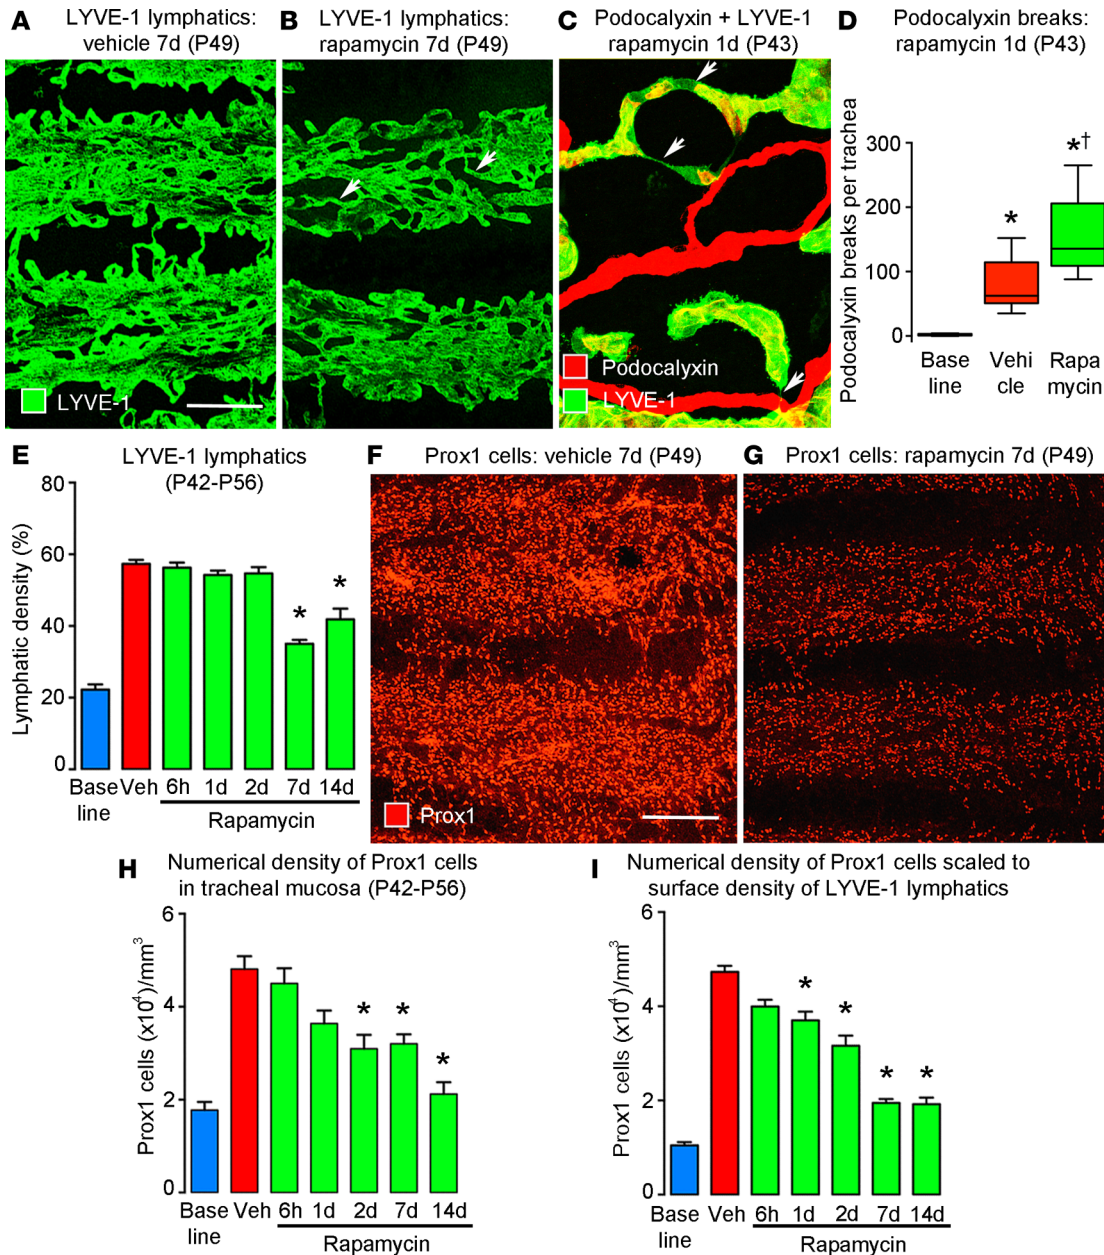 A LYVE-1 lymphatics:
vehicle 7d (P49)
B LYVE-1 lymphatics:
rapamycin 7d (P49)
C Podocalyxin + LYVE-1
rapamycin 1d (P43)
D Podocalyxin breaks:
rapamycin 1d (P43)
LYVE-1
Podocalyxin
LYVE-1
Podocalyxin breaks per trachea
300
200
100
0
*
*†
Base
line
Vehi
cle
Rapa
mycin
E LYVE-1 lymphatics
(P42-P56)
Lymphatic density (%)
80
60
40
20
0
*
*
Base
line
Veh
6h 1d 2d 7d 14d
Rapamycin
F Prox1 cells: vehicle 7d (P49)
Prox1
G Prox1 cells: rapamycin 7d (P49)
H Numerical density of Prox1 cells
in tracheal mucosa (P42-P56)
Prox1 cells (x10⁴)/mm³
6
4
2
0
* * *
Base
line
Veh
6h 1d 2d 7d 14d
Rapamycin
I Numerical density of Prox1 cells scaled to
surface density of LYVE-1 lymphatics
Prox1 cells (x10⁴)/mm³
6
4
2
0
* * * *
Base
line
Veh
6h 1d 2d 7d 14d
Rapamycin